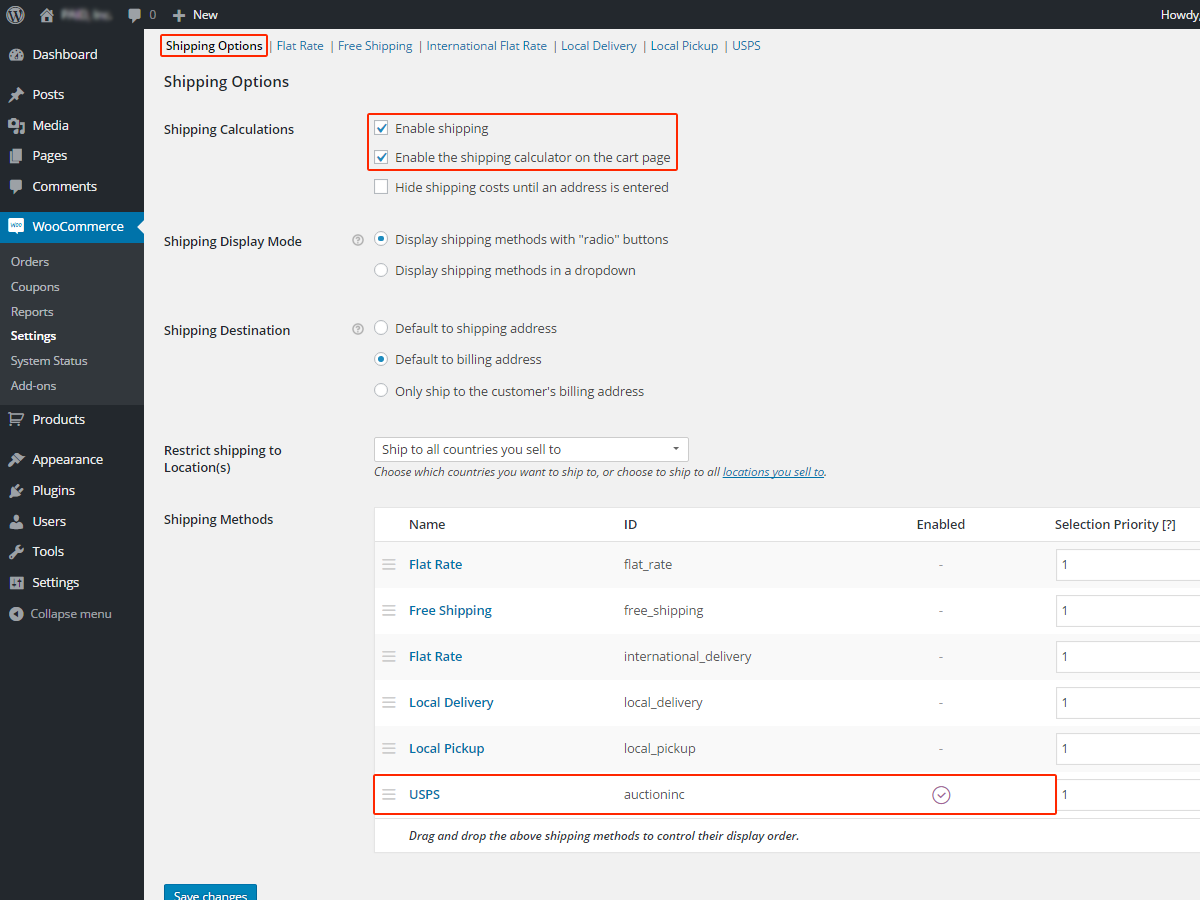 0 New Howdy,
Dashboard
Posts
Media
Pages
Comments
WooCommerce
Orders
Coupons
Reports
Settings
System Status
Add-ons
Products
Appearance
Plugins
Users
Tools
Settings
Collapse menu
Shipping Options | Flat Rate | Free Shipping | International Flat Rate | Local Delivery | Local Pickup | USPS
Shipping Options
Shipping Calculations
Enable shipping
Enable the shipping calculator on the cart page
Hide shipping costs until an address is entered
Shipping Display Mode
Display shipping methods with "radio" buttons
Display shipping methods in a dropdown
Shipping Destination
Default to shipping address
Default to billing address
Only ship to the customer's billing address
Restrict shipping to
Location(s)
Ship to all countries you sell to
Choose which countries you want to ship to, or choose to ship to all locations you sell to.
Shipping Methods
Name ID Enabled Selection Priority [?]
Flat Rate flat_rate - 1
Free Shipping free_shipping - 1
Flat Rate international_delivery - 1
Local Delivery local_delivery - 1
Local Pickup local_pickup - 1
USPS auctioninc 1
Drag and drop the above shipping methods to control their display order.
Save changes